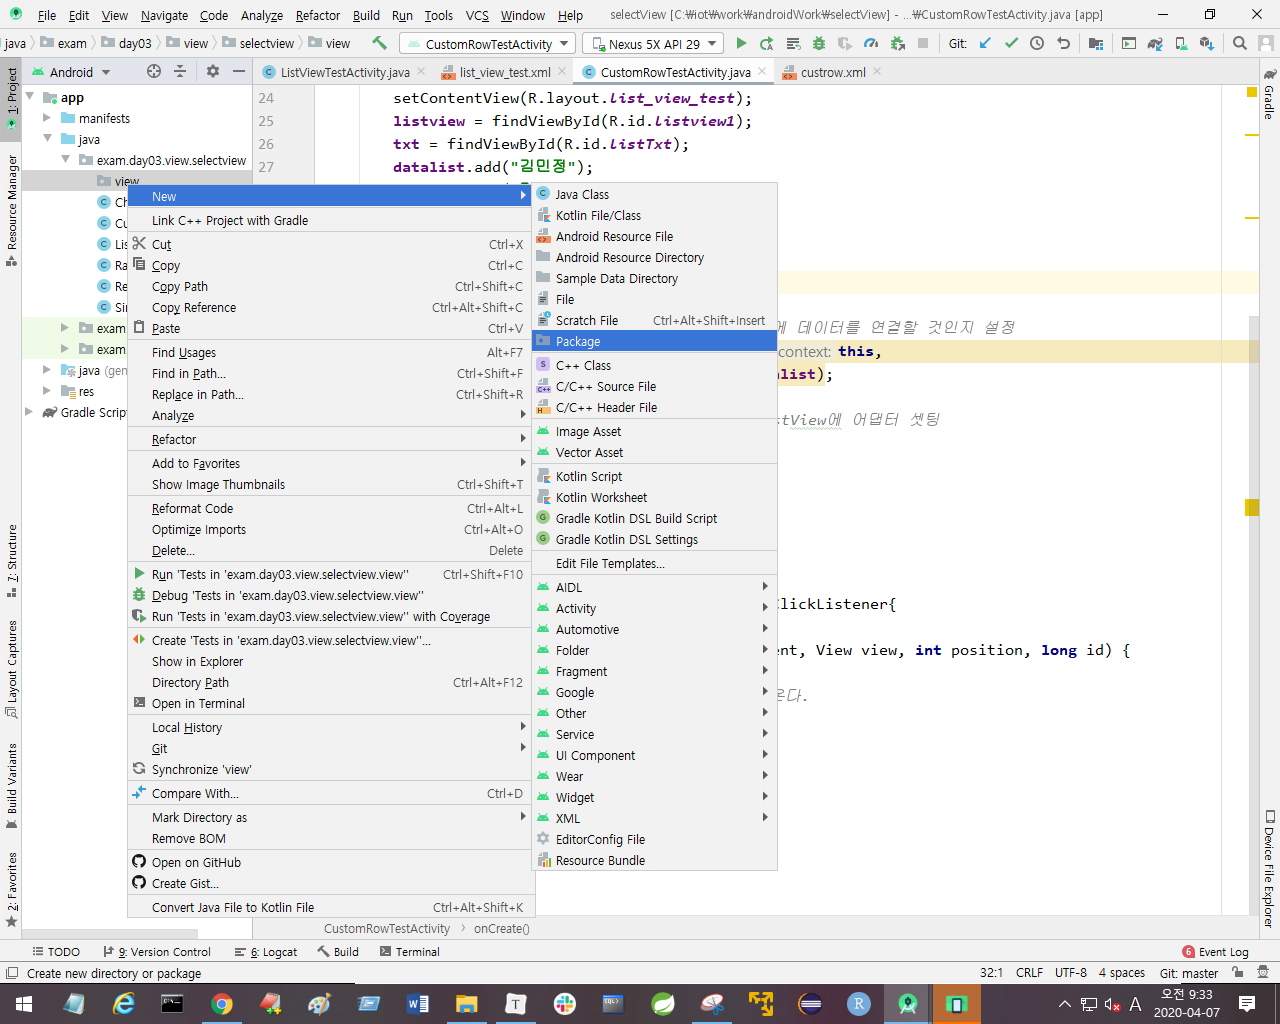 File Edit View Navigate Code Analyze Refactor Build Run Tools VCS Window Help selectView [C:\iot\work\androidWork\selectView] - ...\CustomRowTestActivity.java [app]
java exam day03 view selectview view CustomRowTestActivity Nexus 5X API 29 Git:
Android ListViewTestActivity.java list_view_test.xml CustomRowTestActivity.java custrow.xml
1: Project
Resource Manager
7: Structure
Layout Captures
Build Variants
2: Favorites
Gradle
Device File Explorer
app
manifests
java
exam.day03.view.selectview
view
Ch
Cu
Lis
Ra
Re
Sin
exam
exam
java (gen
res
Gradle Script
24 setContentView(R.layout.list_view_test);
25 listview = findViewById(R.id.listview1);
26 txt = findViewById(R.id.listTxt);
27 datalist.add("김민정");
에 데이터를 연결할 것인지 설정
context: this,
alist);
stView에 어댑터 셋팅
ClickListener{
ent, View view, int position, long id) {
은다.
New
Link C++ Project with Gradle
Cut Ctrl+X
Copy Ctrl+C
Copy Path Ctrl+Shift+C
Copy Reference Ctrl+Alt+Shift+C
Paste Ctrl+V
Find Usages Alt+F7
Find in Path... Ctrl+Shift+F
Replace in Path... Ctrl+Shift+R
Analyze
Refactor
Add to Favorites
Show Image Thumbnails Ctrl+Shift+T
Reformat Code Ctrl+Alt+L
Optimize Imports Ctrl+Alt+O
Delete... Delete
Run 'Tests in 'exam.day03.view.selectview.view'' Ctrl+Shift+F10
Debug 'Tests in 'exam.day03.view.selectview.view''
Run 'Tests in 'exam.day03.view.selectview.view'' with Coverage
Create 'Tests in 'exam.day03.view.selectview.view''...
Show in Explorer
Directory Path Ctrl+Alt+F12
Open in Terminal
Local History
Git
Synchronize 'view'
Compare With... Ctrl+D
Mark Directory as
Remove BOM
Open on GitHub
Create Gist...
Convert Java File to Kotlin File Ctrl+Alt+Shift+K
Java Class
Kotlin File/Class
Android Resource File
Android Resource Directory
Sample Data Directory
File
Scratch File Ctrl+Alt+Shift+Insert
Package
C++ Class
C/C++ Source File
C/C++ Header File
Image Asset
Vector Asset
Kotlin Script
Kotlin Worksheet
Gradle Kotlin DSL Build Script
Gradle Kotlin DSL Settings
Edit File Templates...
AIDL
Activity
Automotive
Folder
Fragment
Google
Other
Service
UI Component
Wear
Widget
XML
EditorConfig File
Resource Bundle
CustomRowTestActivity onCreate()
TODO 9: Version Control 6: Logcat Build Terminal 6 Event Log
Create new directory or package 32:1 CRLF UTF-8 4 spaces Git: master
A 오전 9:33
2020-04-07